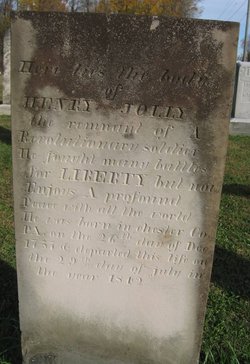 Here lies the body
of
HENRY JOLLY
the remnant of A
Revolutionary soldier
He fought many battles
for LIBERTY but now
Enjoys A profound
Peace with all the world
He was born in chester Co.
PA. on the day of Dec
departed this life on
the 29th day of july in
the year 1842